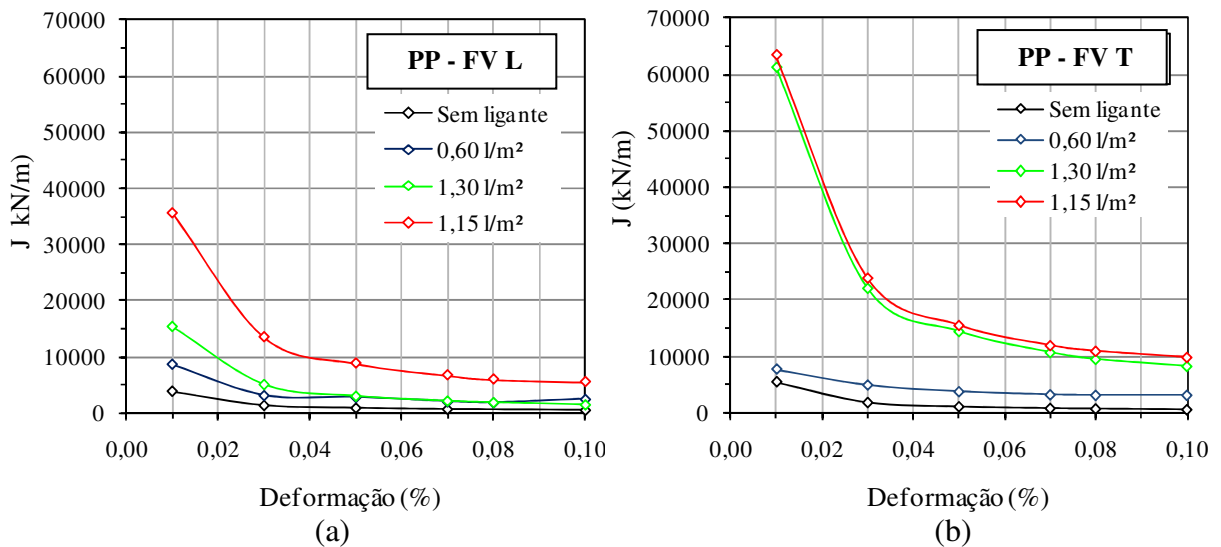 PP - FV L
Sem ligante
0,60 l/m²
1,30 l/m²
1,15 l/m²
J kN/m)
70000
60000
50000
40000
30000
20000
10000
0
0,00 0,02 0,04 0,06 0,08 0,10
Deformação (%)
(a)
PP - FV T
Sem ligante
0,60 l/m²
1,30 l/m²
1,15 l/m²
J (kN/m)
70000
60000
50000
40000
30000
20000
10000
0
0,00 0,02 0,04 0,06 0,08 0,10
Deformação (%)
(b)